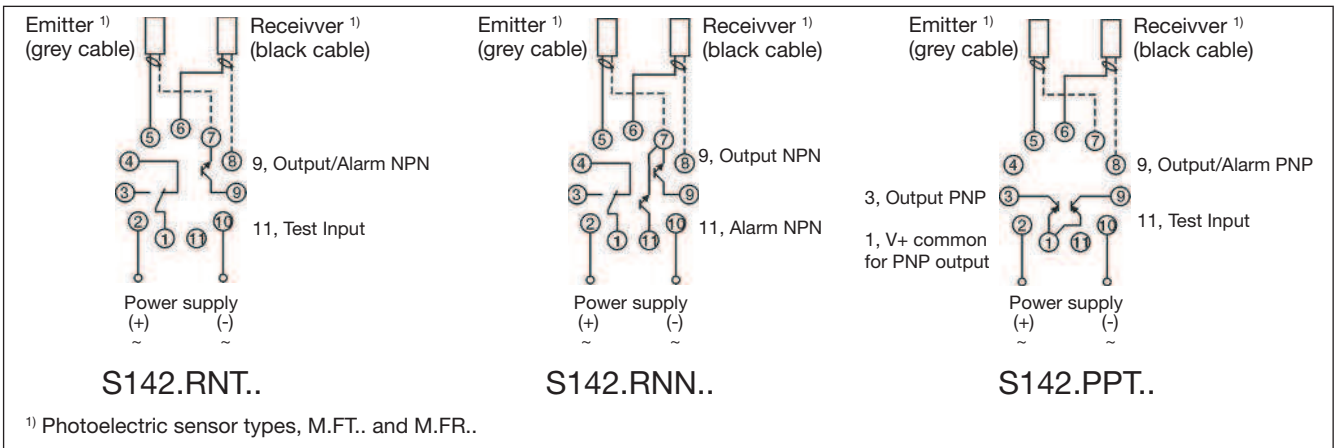 Emitter 1)
(grey cable)
Receivver 1)
(black cable)
5
6
7
4
8
9, Output/Alarm NPN
3
9
2
1
11
10
11, Test Input
Power supply
(+)
(-)
~
~
S142.RNT..
Emitter 1)
(grey cable)
Receivver 1)
(black cable)
5
6
7
4
8
9, Output NPN
3
9
2
1
11
10
11, Alarm NPN
Power supply
(+)
(-)
~
~
S142.RNN..
Emitter 1)
(grey cable)
Receivver 1)
(black cable)
5
6
7
4
8
9, Output/Alarm PNP
3, Output PNP
3
9
2
1
11
10
11, Test Input
1, V+ common
for PNP output
Power supply
(+)
(-)
~
~
S142.PPT..
1) Photoelectric sensor types, M.FT.. and M.FR..